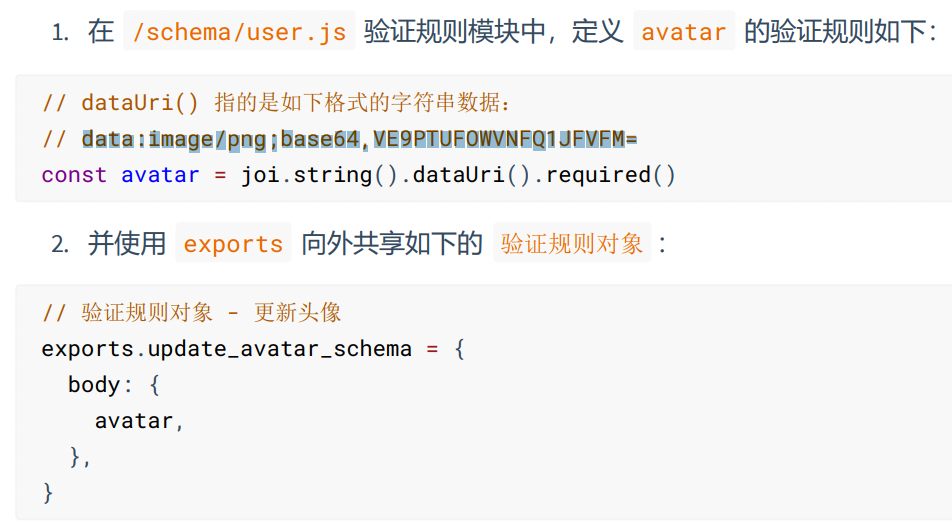 1. 在 /schema/user.js 验证规则模块中，定义 avatar 的验证规则如下：
// dataUri() 指的是如下格式的字符串数据：
// data:image/png;base64,VE9PTUFOWVNFQ1JFVFM=
const avatar = joi.string().dataUri().required()
2. 并使用 exports 向外共享如下的 验证规则对象 ：
// 验证规则对象 - 更新头像
exports.update_avatar_schema = {
body: {
avatar,
},
}